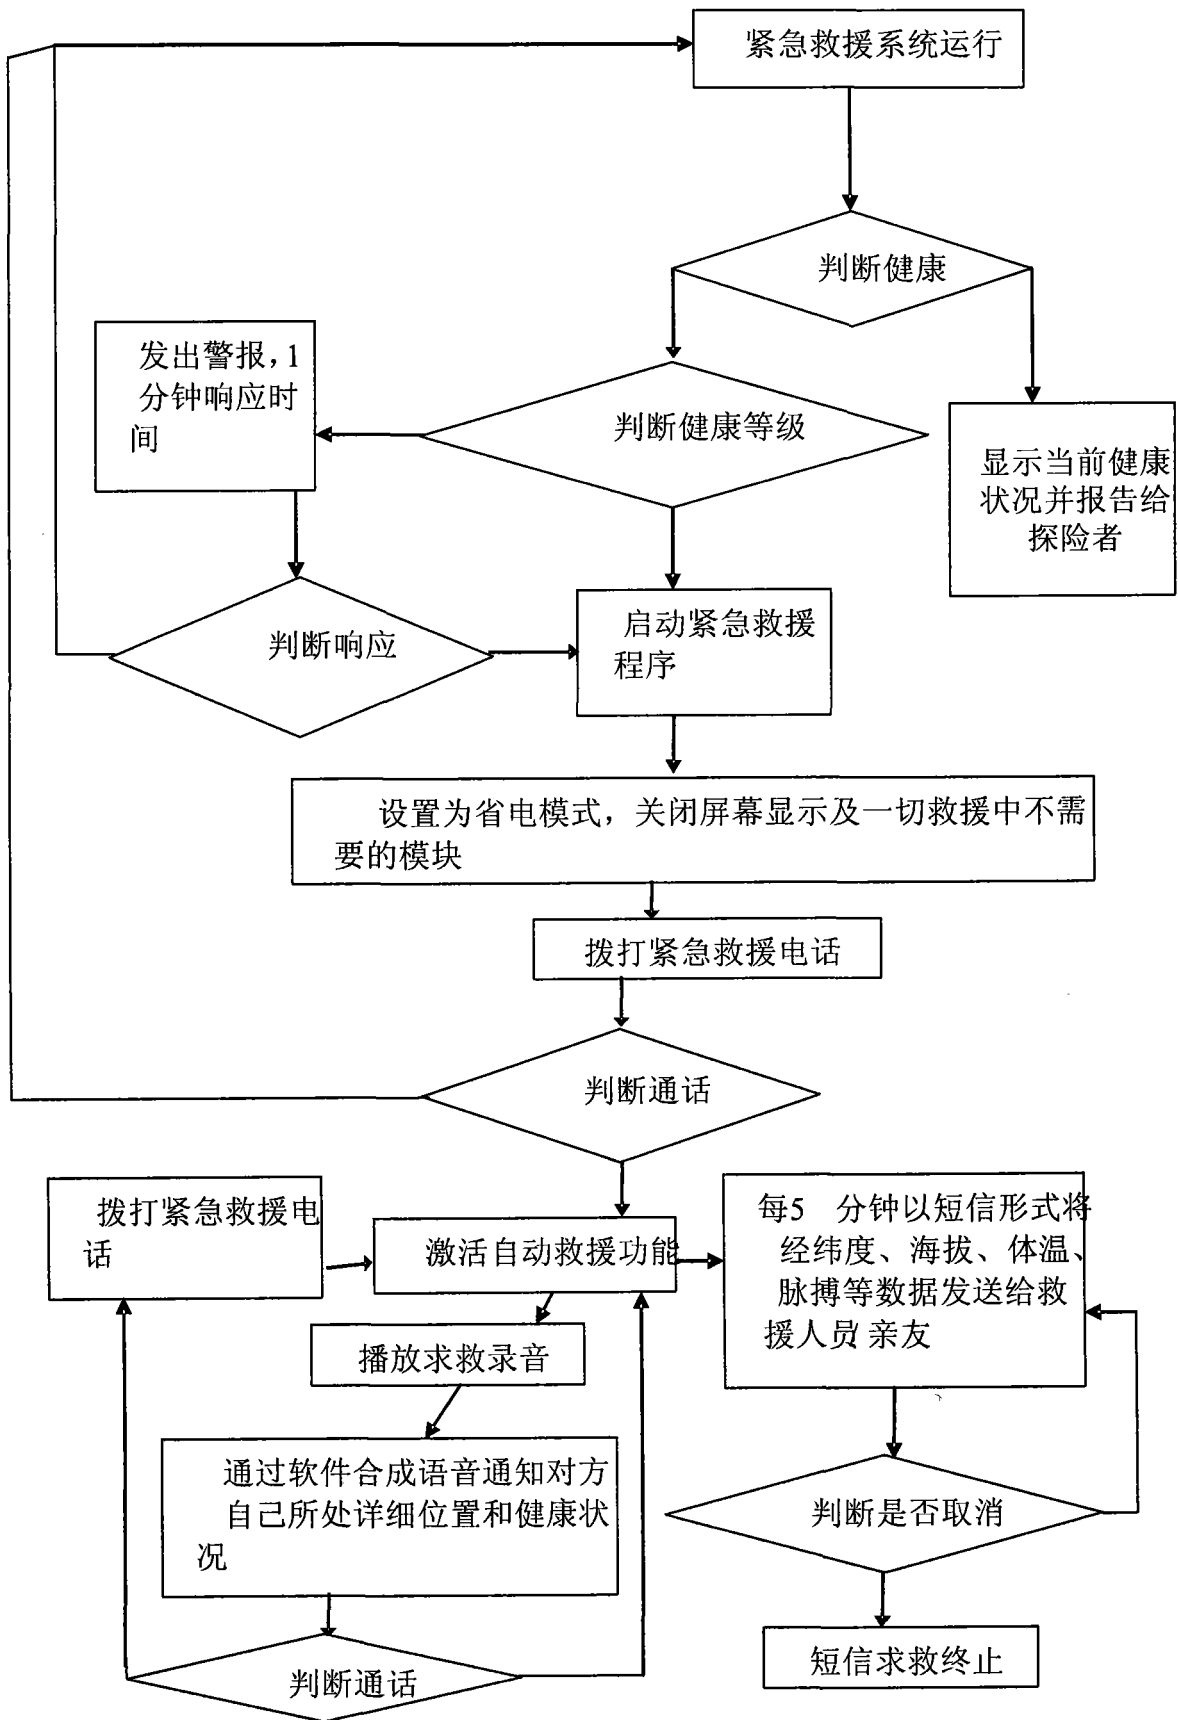 紧急救援系统运行
判断健康
发出警报，1
分钟响应时
间
判断健康等级
显示当前健康
状况并报告给
探险者
判断响应
启动紧急救援
程序
设置为省电模式，关闭屏幕显示及一切救援中不需
要的模块
拨打紧急救援电话
判断通话
拨打紧急救援电
话
激活自动救援功能
每5 分钟以短信形式将
经纬度、海拔、体温、
脉搏等数据发送给救
援人员 亲友
播放求救录音
通过软件合成语音通知对方
自己所处详细位置和健康状
况
判断是否取消
判断通话
短信求救终止